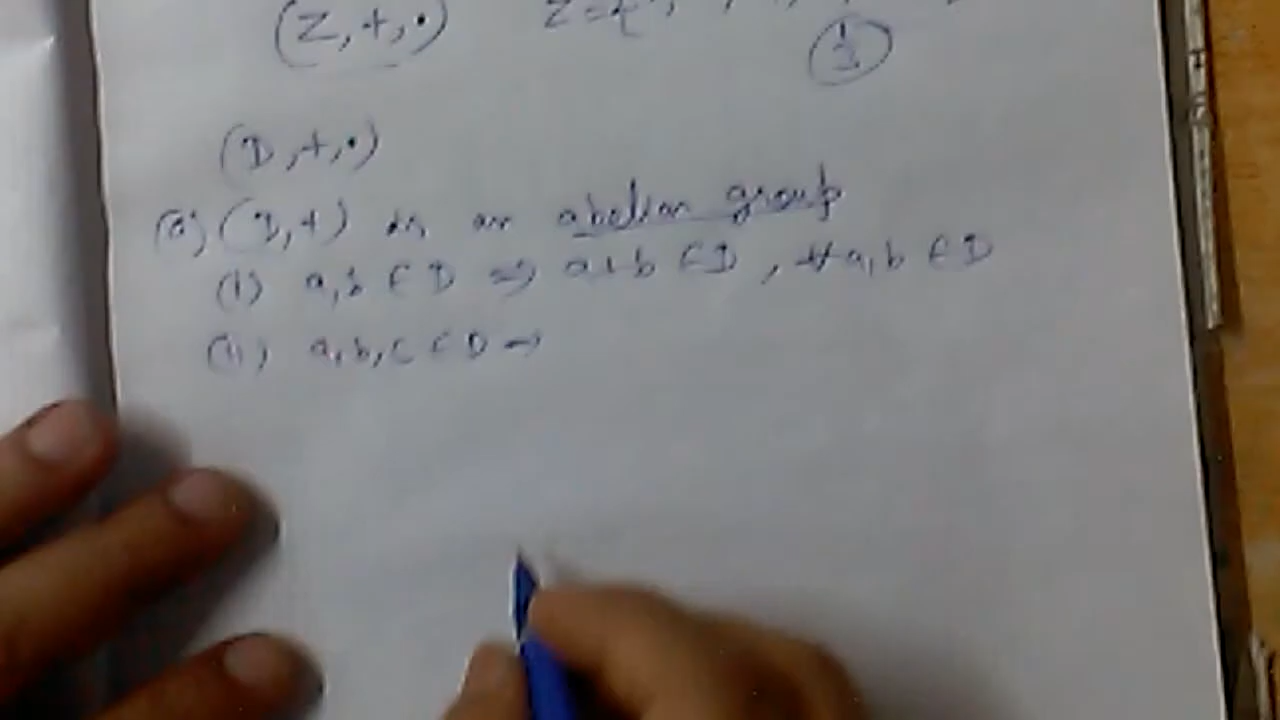 (Z, +, •) Z = {
(D, +, •)
(a) (D, +) is an abelian group
(i) a, b ∈ D ⇒ a + b ∈ D, ∀ a, b ∈ D
(ii) a, b, c ∈ D ⇒